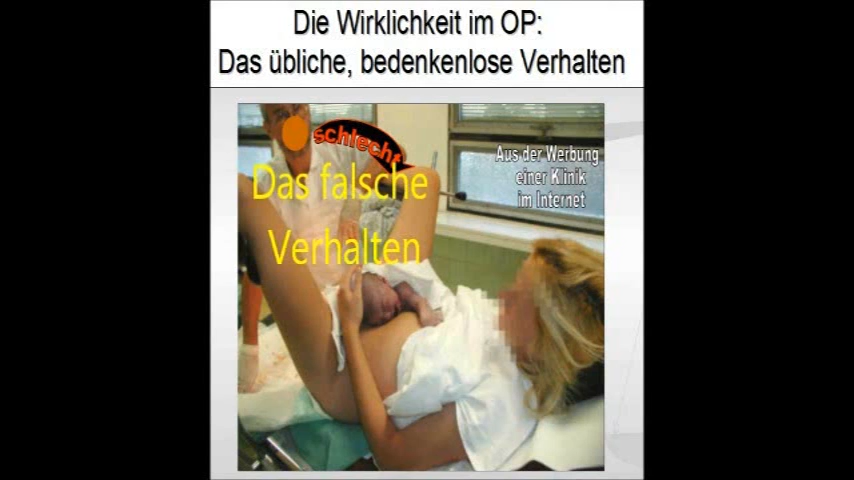 Die Wirklichkeit im OP:
Das übliche, bedenkenlose Verhalten
schlecht
Aus der Werbung
einer Klinik
im Internet
Das falsche
Verhalten